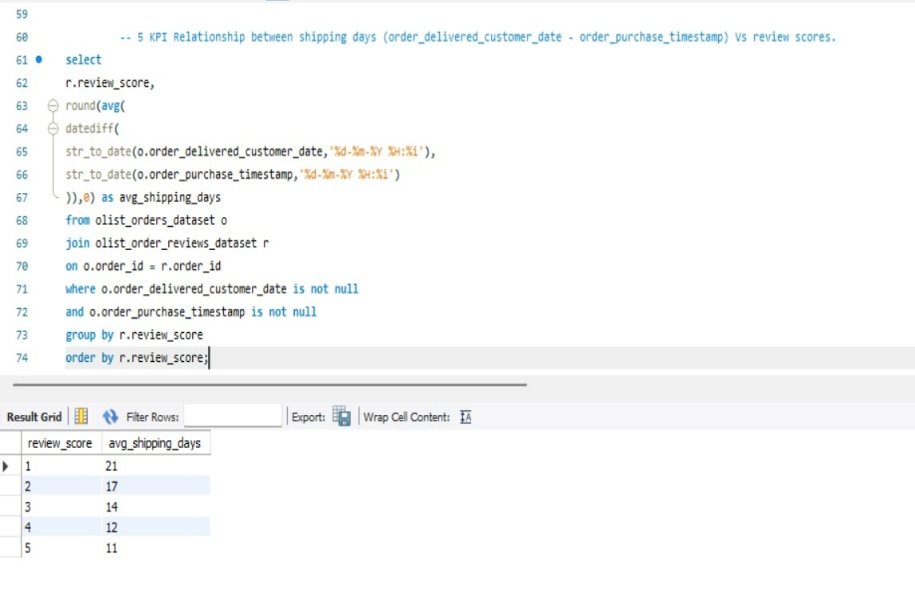 59
60 -- 5 KPI Relationship between shipping days (order_delivered_customer_date - order_purchase_timestamp) Vs review scores.
61 select
62 r.review_score,
63 round(avg(
64 datediff(
65 str_to_date(o.order_delivered_customer_date,'%d-%m-%Y %H:%i'),
66 str_to_date(o.order_purchase_timestamp,'%d-%m-%Y %H:%i')
67 )),0) as avg_shipping_days
68 from olist_orders_dataset o
69 join olist_order_reviews_dataset r
70 on o.order_id = r.order_id
71 where o.order_delivered_customer_date is not null
72 and o.order_purchase_timestamp is not null
73 group by r.review_score
74 order by r.review_score;
Result Grid Filter Rows: Export: Wrap Cell Content:
review_score avg_shipping_days
1 21
2 17
3 14
4 12
5 11